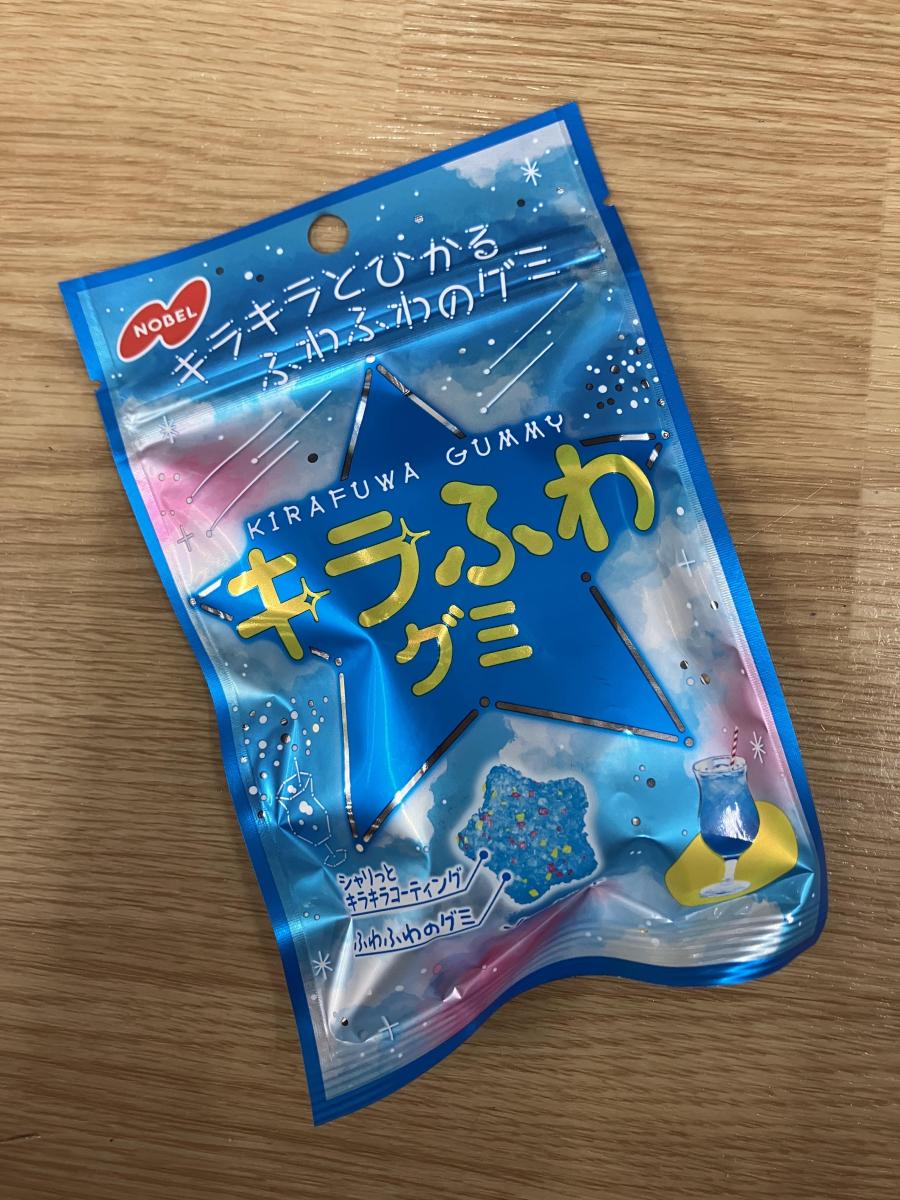 NOBEL
キラキラとひかる
ふわふわのグミ
KIRAFUWA GUMMY
キラふわ
グミ
シャリっと
キラキラコーティング
ふわふわのグミ